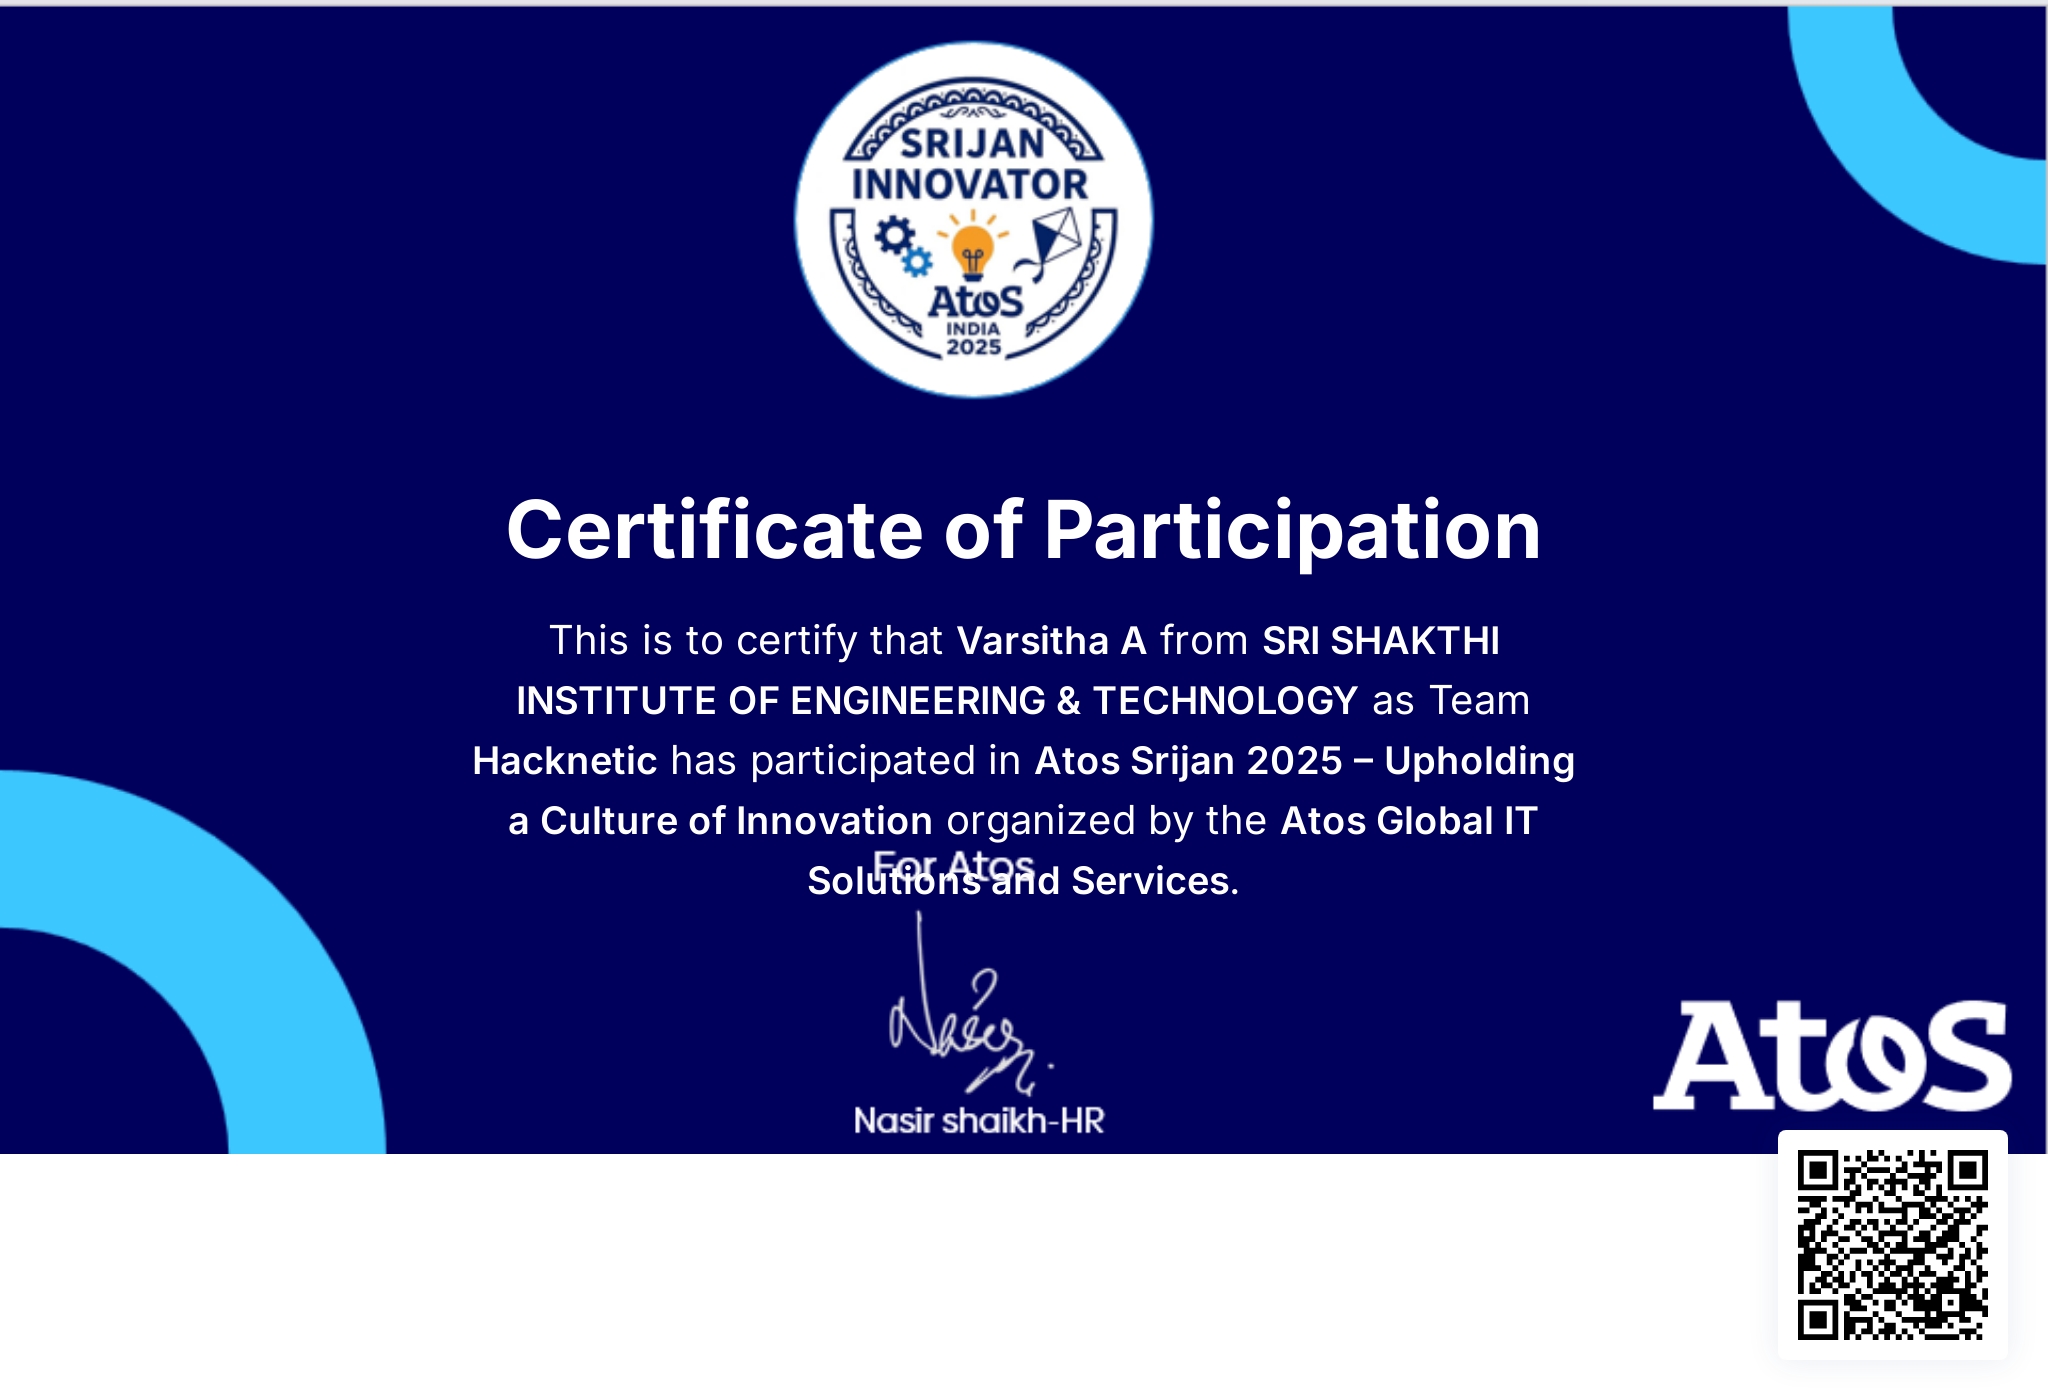 SRIJAN
INNOVATOR
Atos
INDIA
2025
Certificate of Participation
This is to certify that Varsitha A from SRI SHAKTHI
INSTITUTE OF ENGINEERING & TECHNOLOGY as Team
Hacknetic has participated in Atos Srijan 2025 – Upholding
a Culture of Innovation organized by the Atos Global IT
For Atos
Solutions and Services.
Nasir shaikh-HR
Atos